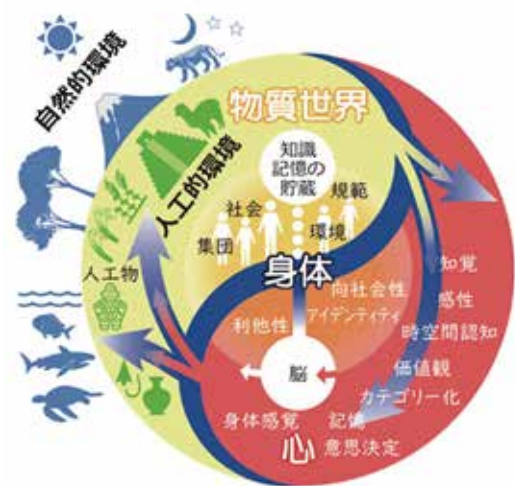 自然的環境
人工的環境
物質世界
知識
記憶の
貯蔵
規範
社会
集団
環境
人工物
身体
向社会性
アイデンティティ
利他性
脳
知覚
感性
時空間認知
価値観
カテゴリー化
身体感覚
記憶
心
意思決定